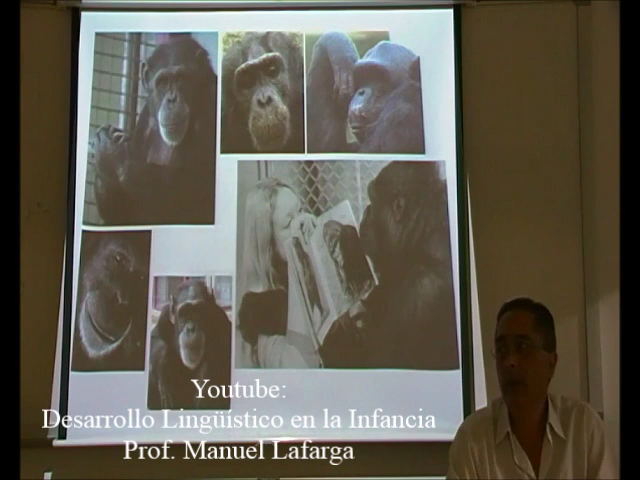 Youtube:
Desarrollo Lingüistico en la Infancia
Prof. Manuel Lafarga